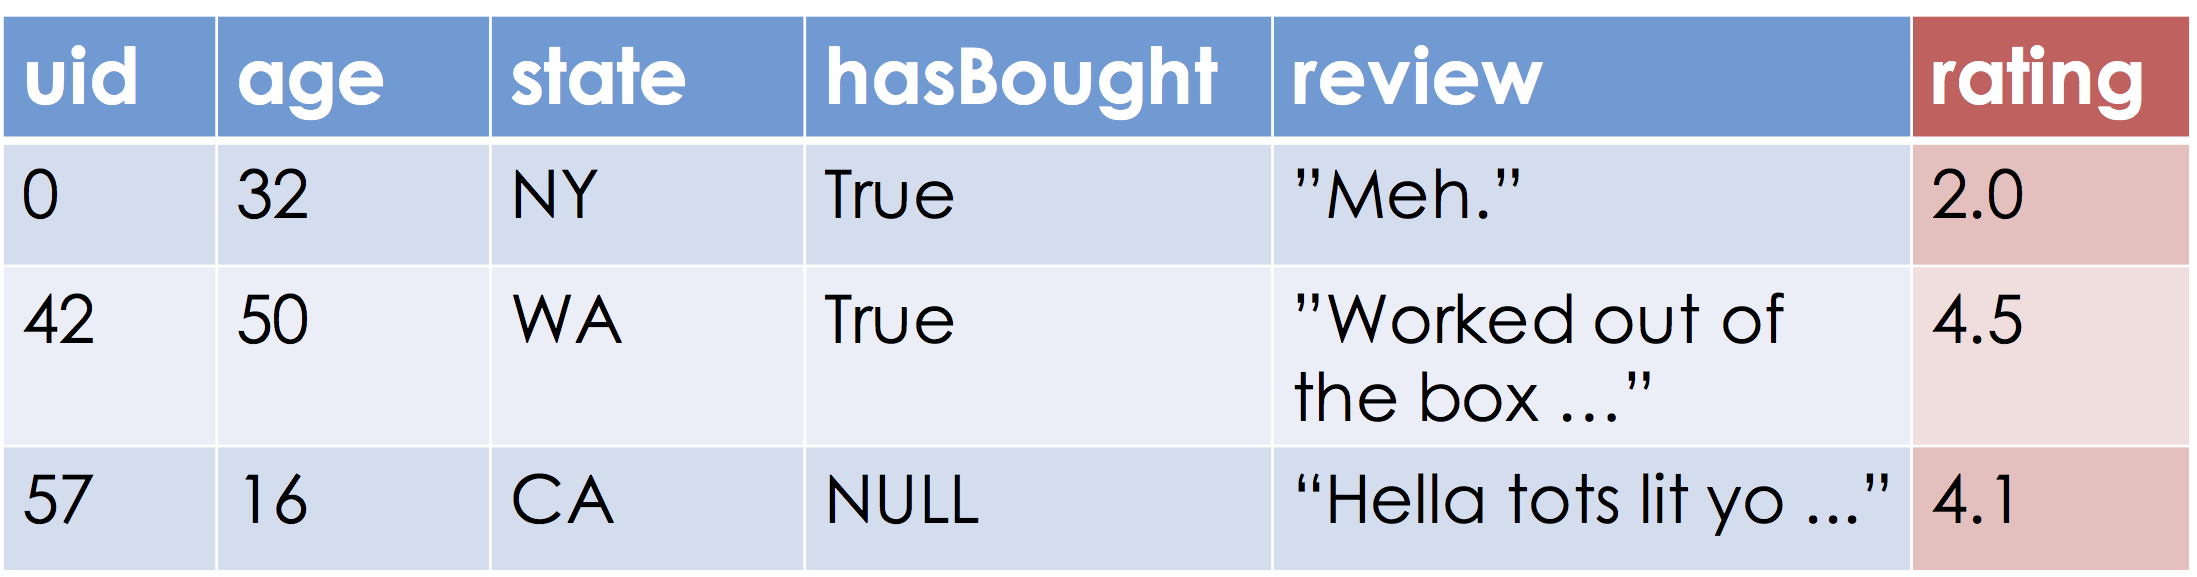 uid age state hasBought review rating
0 32 NY True ”Meh.” 2.0
42 50 WA True ”Worked out of 4.5
the box ...”
57 16 CA NULL “Hella tots lit yo ...” 4.1